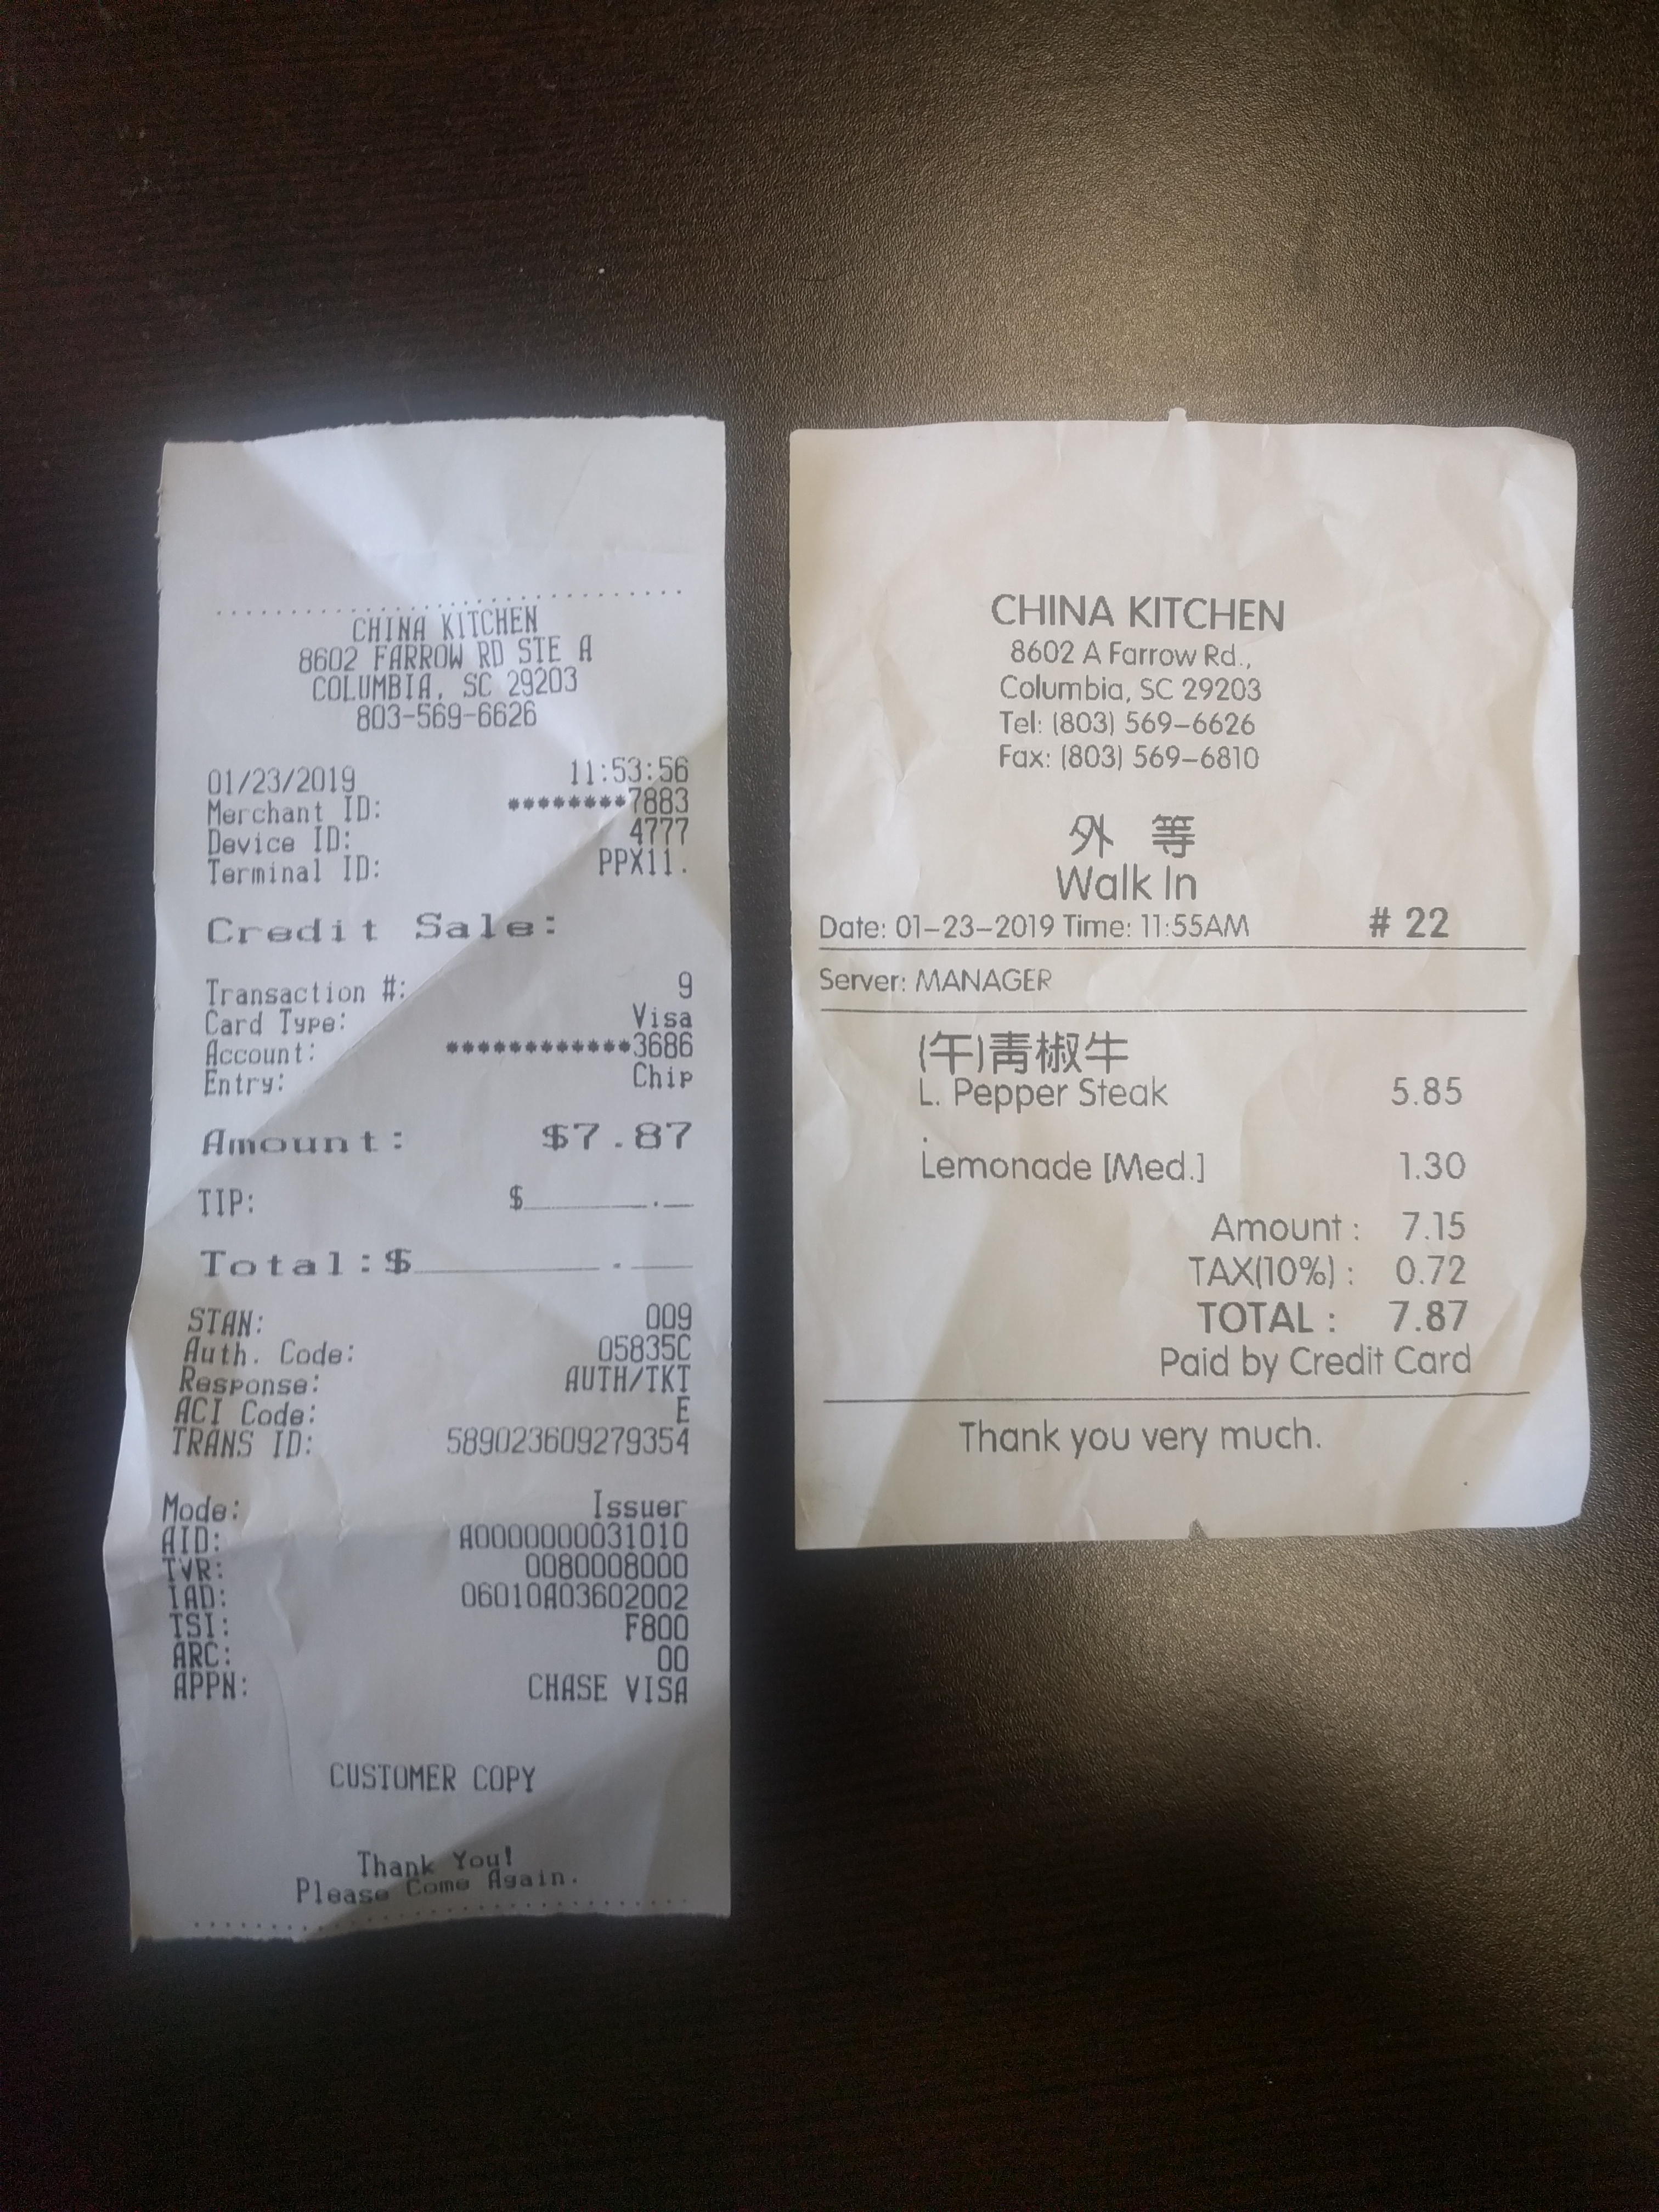 CHINA KITCHEN
8602 FARROW RD STE A
COLUMBIA, SC 29203
803-569-6626
01/23/2019 11:53:56
Merchant ID: ********7883
Device ID: 4777
Terminal ID: PPX11.
Credit Sale:
Transaction #: 9
Card Type: Visa
Account: ************3686
Entry: Chip
Amount: $7.87
TIP: $________.__
Total:$________.__
STAN: 009
Auth. Code: 05835C
Response: AUTH/TKT
ACI Code: E
TRANS ID: 589023609279354
Mode: Issuer
AID: A0000000031010
TVR: 0080008000
IAD: 06010A03602002
TSI: F800
ARC: 00
APPN: CHASE VISA
CUSTOMER COPY
Thank You!
Please Come Again.
CHINA KITCHEN
8602 A Farrow Rd.,
Columbia, SC 29203
Tel: (803) 569-6626
Fax: (803) 569-6810
外 等
Walk In
Date: 01-23-2019 Time: 11:55AM # 22
Server: MANAGER
(午)青椒牛
L. Pepper Steak 5.85
Lemonade [Med.] 1.30
Amount : 7.15
TAX(10%) : 0.72
TOTAL : 7.87
Paid by Credit Card
Thank you very much.